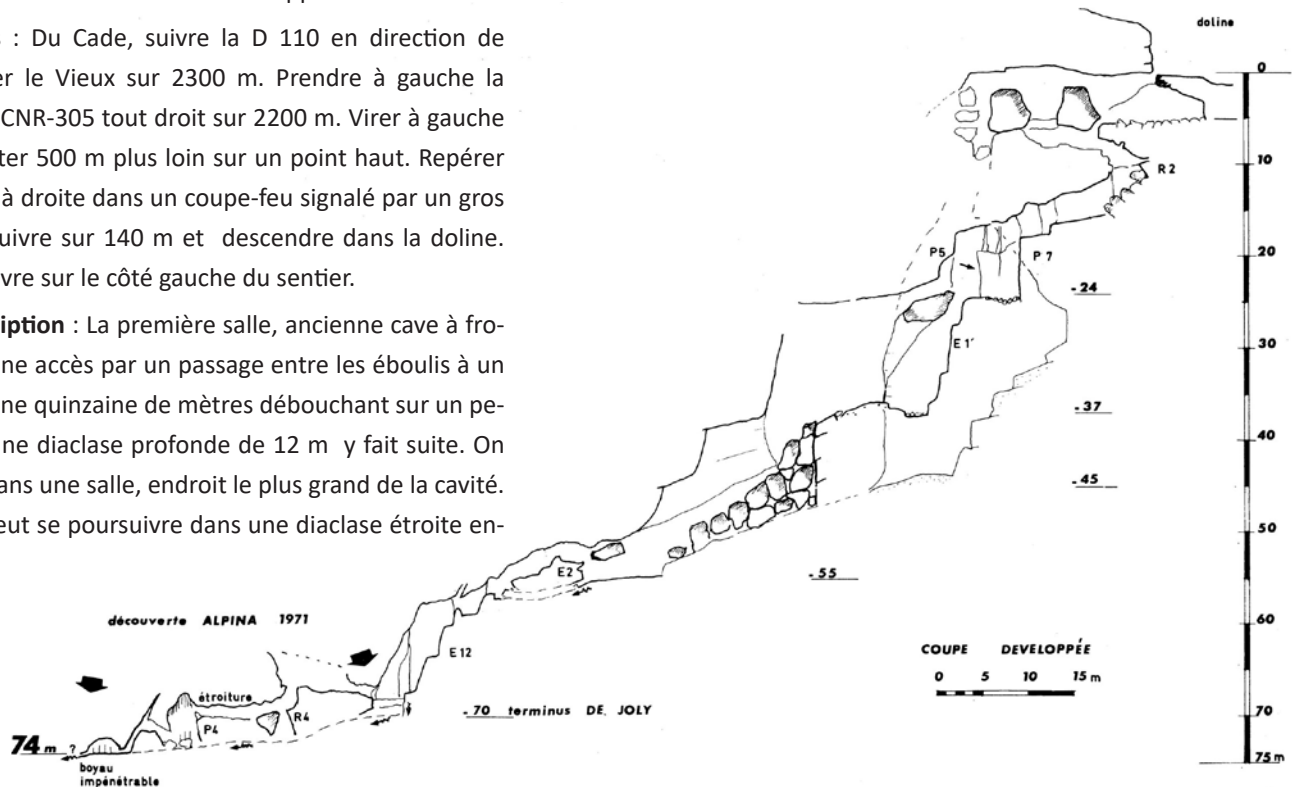 : Du Cade, suivre la D 110 en direction de
er le Vieux sur 2300 m. Prendre à gauche la
CNR-305 tout droit sur 2200 m. Virer à gauche
ter 500 m plus loin sur un point haut. Repérer
à droite dans un coupe-feu signalé par un gros
uivre sur 140 m et descendre dans la doline.
vre sur le côté gauche du sentier.
iption : La première salle, ancienne cave à fro-
ne accès par un passage entre les éboulis à un
ne quinzaine de mètres débouchant sur un pe-
ne diaclase profonde de 12 m y fait suite. On
ans une salle, endroit le plus grand de la cavité.
eut se poursuivre dans une diaclase étroite en-
doline
0
10
R 2
20
P5
P 7
- 24
30
E1'
- 37
40
- 45
50
E2
- 55
60
découverte ALPINA 1971
E12
COUPE DEVELOPPÉE
0 5 10 15 m
étroiture
P4
R4
- 70 terminus DE JOLY
70
74 m ?
75 m
boyau
impénétrable